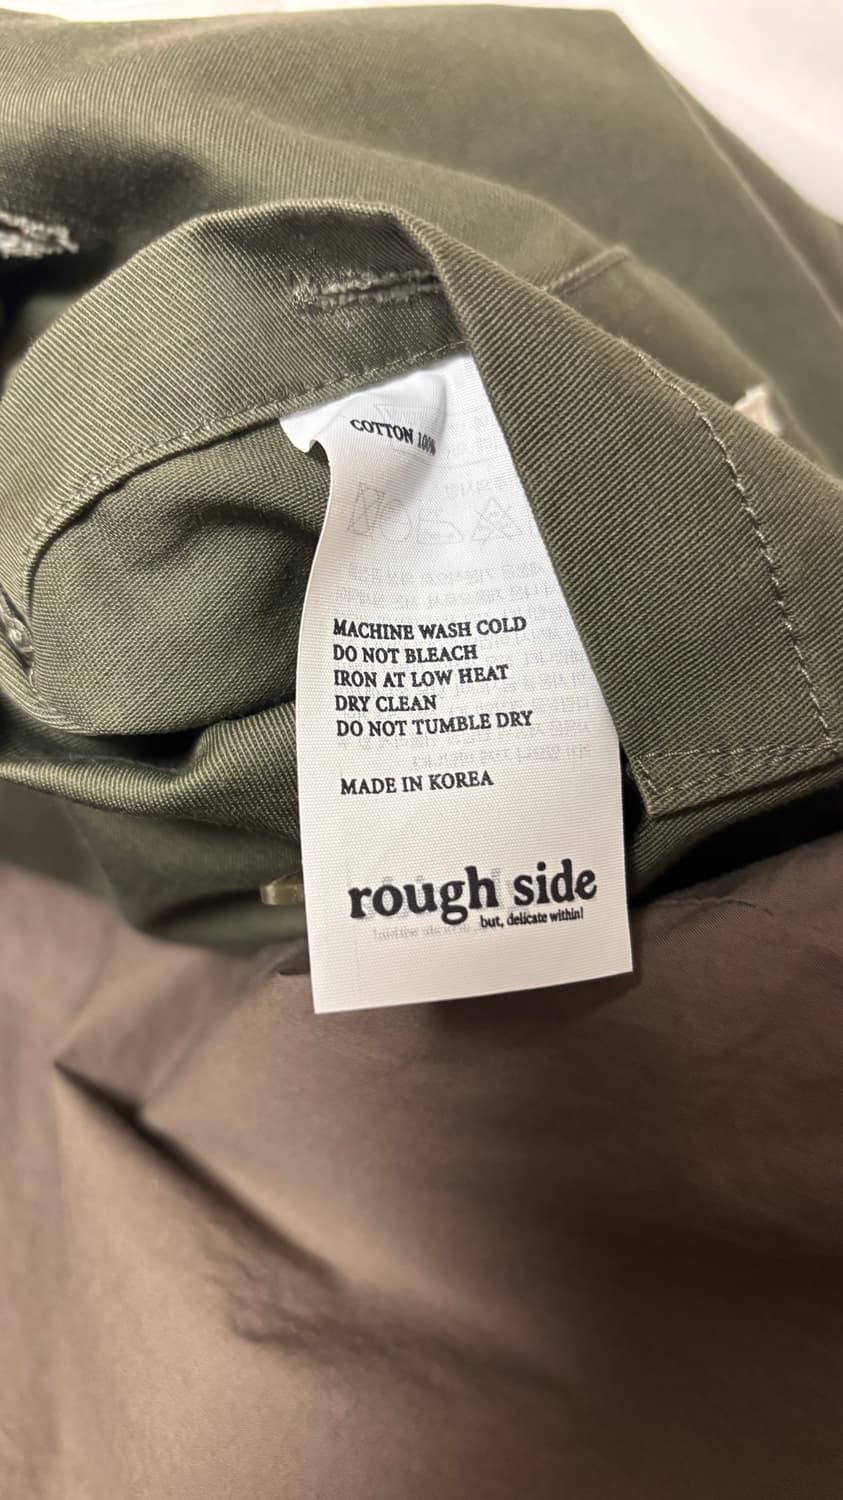 COTTON 100%
MACHINE WASH COLD
DO NOT BLEACH
IRON AT LOW HEAT
DRY CLEAN
DO NOT TUMBLE DRY
MADE IN KOREA
rough side
but, delicate within!